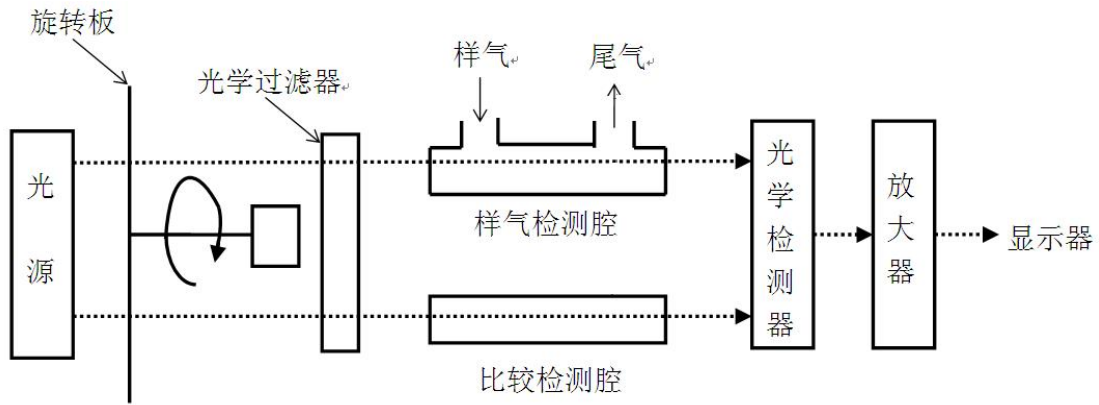 旋转板
光学过滤器
样气
尾气
光源
样气检测腔
比较检测腔
光学检测器
放大器
显示器